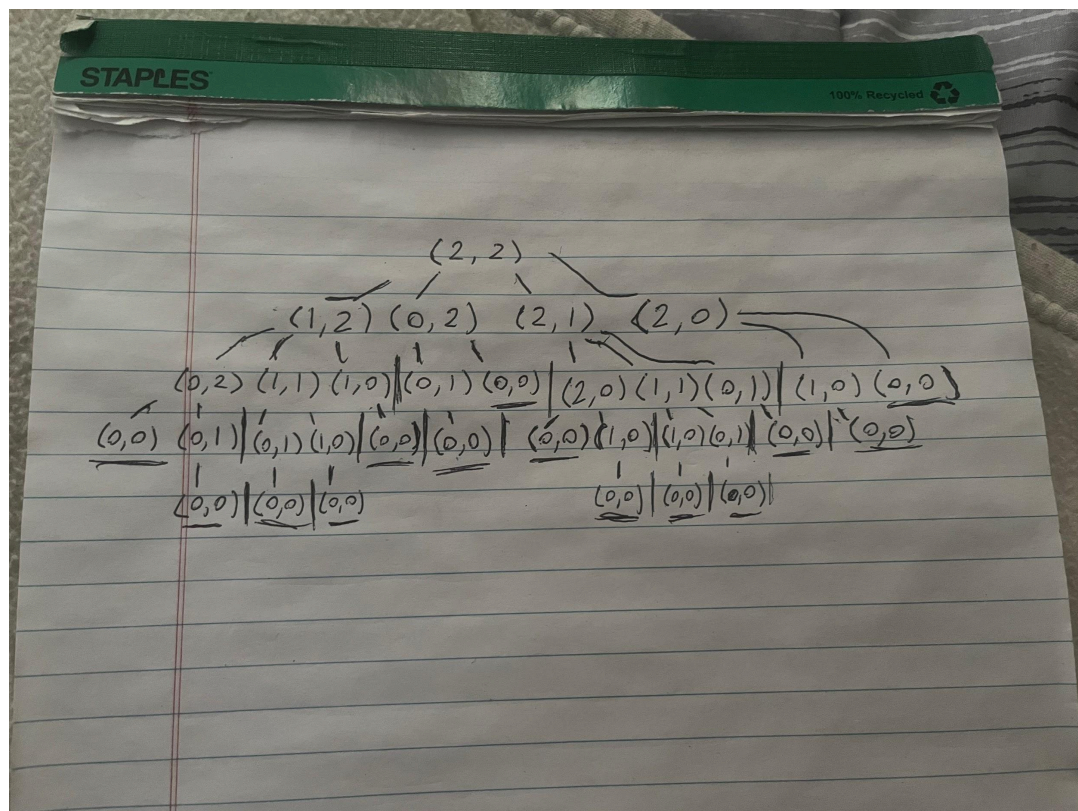 STAPLES
100% Recycled
(2,2)
(1,2) (0,2) (2,1) (2,0)
(0,2) (1,1) (1,0) | (0,1) (0,0) | (2,0) (1,1) (0,1) | (1,0) (0,0)
(0,0) (0,1) | (0,1) (1,0) | (0,0) | (0,0) | (0,0) (1,0) | (1,0) (0,1) | (0,0) | (0,0)
(0,0) | (0,0) | (0,0) (0,0) | (0,0) | (0,0) |